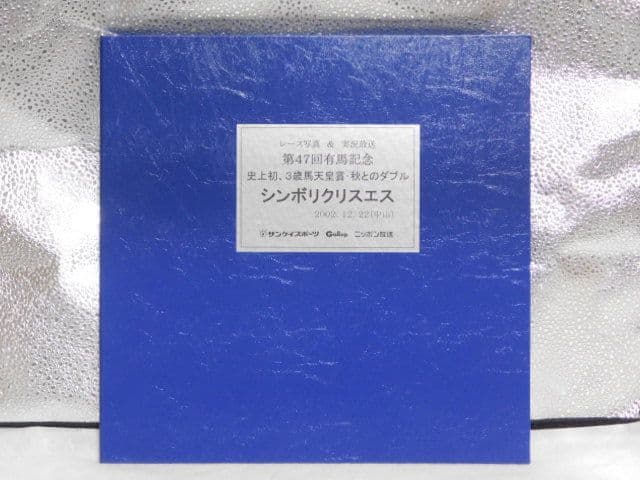 レース写真 & 実況放送
第47回有馬記念
史上初、3歳馬天皇賞・秋とのダブル
シンボリクリスエス
2002.12.22(中山)
サンケイスポーツ Gallop ニッポン放送